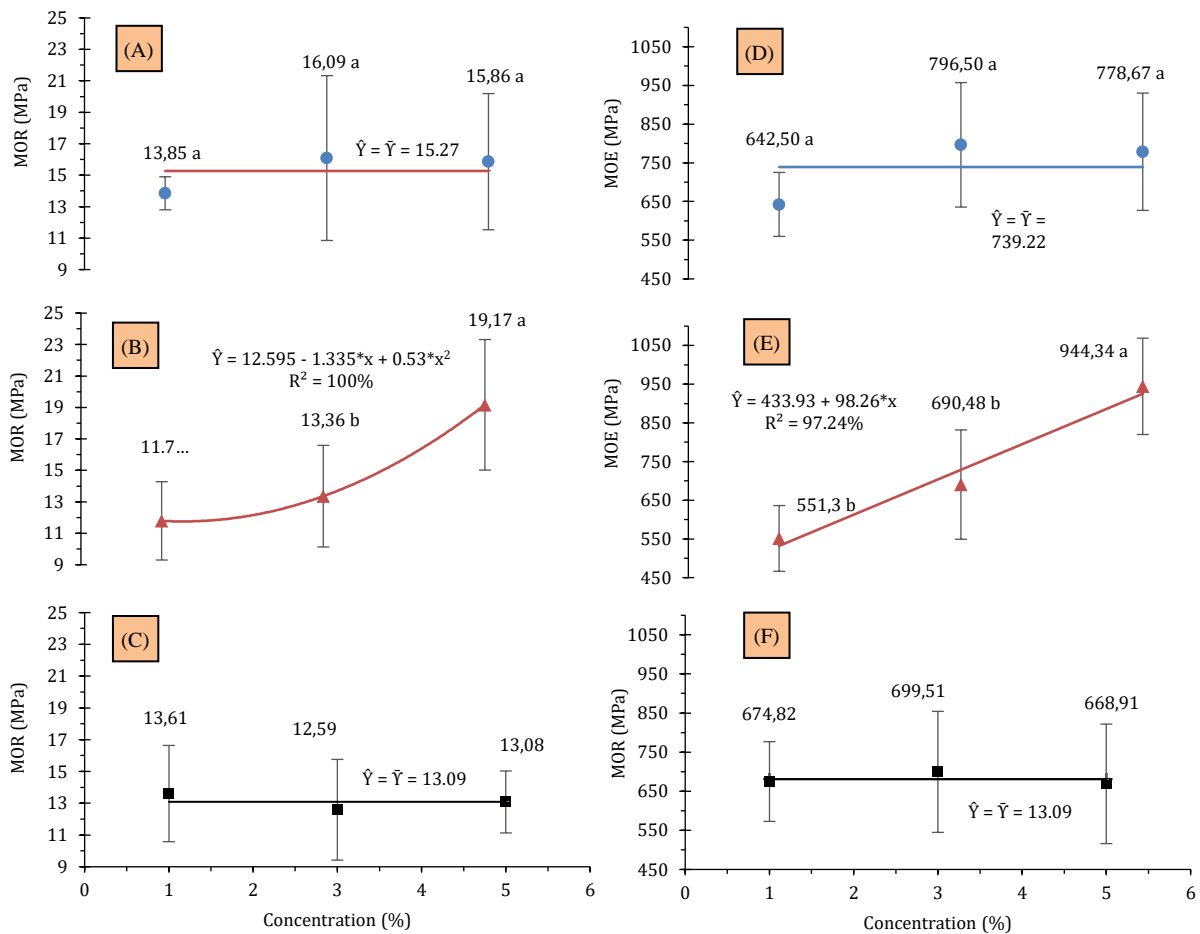 (A)
MOR (MPa)
25
23
21
19
17
15
13
11
9
13,85 a
16,09 a
15,86 a
Ŷ = Ȳ = 15.27
(D)
MOE (MPa)
1050
950
850
750
650
550
450
642,50 a
796,50 a
778,67 a
Ŷ = Ȳ =
739.22
(B)
MOR (MPa)
25
23
21
19
17
15
13
11
9
Ŷ = 12.595 - 1.335*x + 0.53*x²
R² = 100%
11.7...
13,36 b
19,17 a
(E)
MOE (MPa)
1050
950
850
750
650
550
450
Ŷ = 433.93 + 98.26*x
R² = 97.24%
551,3 b
690,48 b
944,34 a
(C)
MOR (MPa)
25
23
21
19
17
15
13
11
9
13,61
12,59
13,08
Ŷ = Ȳ = 13.09
0 1 2 3 4 5 6
Concentration (%)
(F)
MOR (MPa)
1050
950
850
750
650
550
450
674,82
699,51
668,91
Ŷ = Ȳ = 13.09
0 1 2 3 4 5 6
Concentration (%)